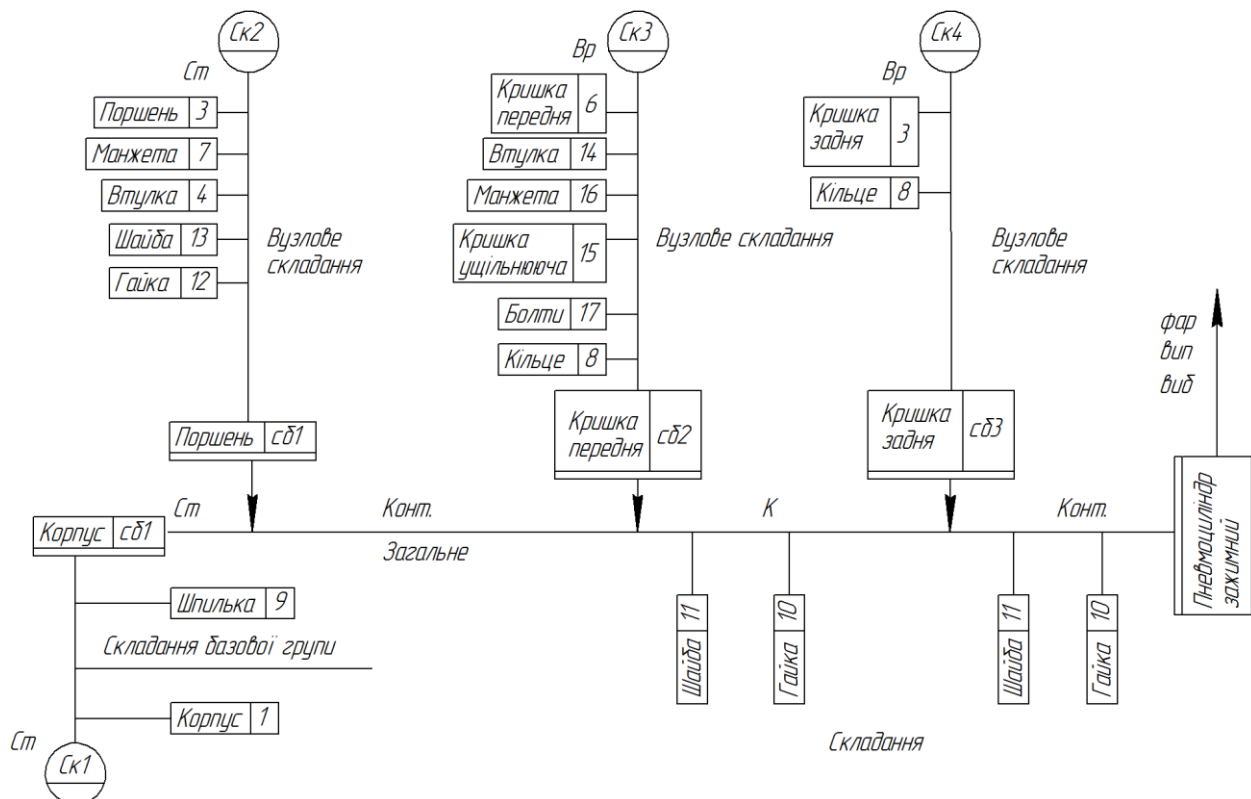 Ск2
Ст
Поршень 3
Манжета 7
Втулка 4
Шайба 13
Гайка 12
Вузлове
складання
Поршень сб1
Ск3
Вр
Кришка
передня 6
Втулка 14
Манжета 16
Кришка
ущільнююча 15
Болти 17
Кільце 8
Вузлове складання
Кришка
передня сб2
Ск4
Вр
Кришка
задня 3
Кільце 8
Вузлове
складання
Кришка
задня сб3
фар
вип
виб
Корпус сб1
Ст
Конт.
К
Конт.
Загальне
Пневмоциліндр
зажимний
Шпилька 9
Складання базової групи
Корпус 1
Ст
Ск1
Шайба 11
Гайка 10
Шайба 11
Гайка 10
Складання